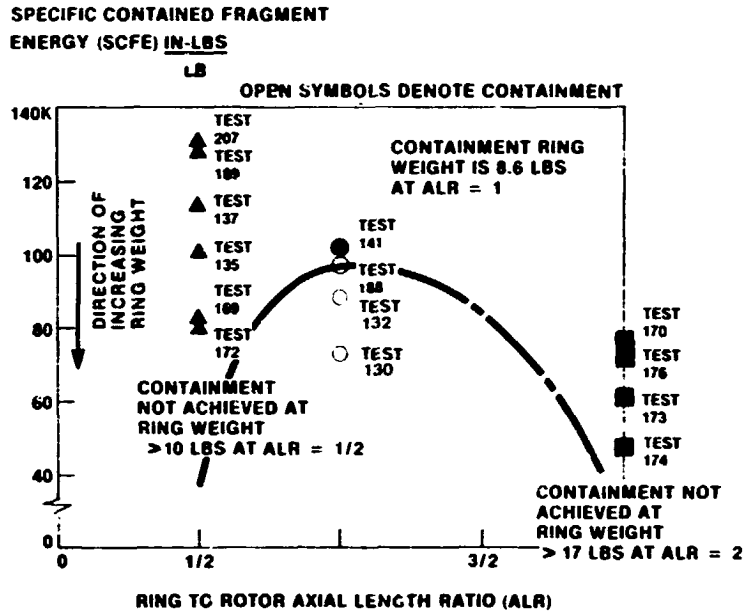 SPECIFIC CONTAINED FRAGMENT
ENERGY (SCFE) IN-LBS
LB
OPEN SYMBOLS DENOTE CONTAINMENT
140K
120
100
80
60
40
0
DIRECTION OF
INCREASING
RING WEIGHT
TEST
207
TEST
189
TEST
137
TEST
135
TEST
169
TEST
172
CONTAINMENT RING
WEIGHT IS 8.6 LBS
AT ALR = 1
TEST
141
TEST
188
TEST
132
TEST
130
TEST
170
TEST
176
TEST
173
TEST
174
CONTAINMENT
NOT ACHIEVED AT
RING WEIGHT
>10 LBS AT ALR = 1/2
CONTAINMENT NOT
ACHIEVED AT
RING WEIGHT
> 17 LBS AT ALR = 2
0
1/2
3/2
RING TO ROTOR AXIAL LENGTH RATIO (ALR)